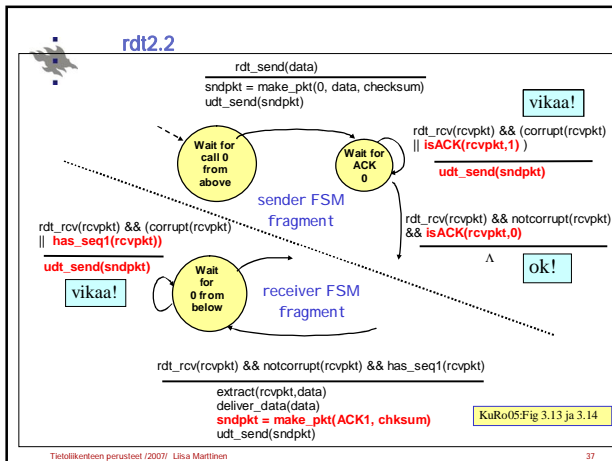 rdt2.2
rdt_send(data)
sndpkt = make_pkt(0, data, checksum)
udt_send(sndpkt)
vikaa!
Wait for
call 0
from
above
Wait for
ACK
0
rdt_rcv(rcvpkt) && (corrupt(rcvpkt)
|| isACK(rcvpkt,1) )
udt_send(sndpkt)
sender FSM
fragment
rdt_rcv(rcvpkt) && notcorrupt(rcvpkt)
&& isACK(rcvpkt,0)
Λ
ok!
rdt_rcv(rcvpkt) && (corrupt(rcvpkt)
|| has_seq1(rcvpkt))
udt_send(sndpkt)
vikaa!
Wait
for
0 from
below
receiver FSM
fragment
rdt_rcv(rcvpkt) && notcorrupt(rcvpkt) && has_seq1(rcvpkt)
extract(rcvpkt,data)
deliver_data(data)
sndpkt = make_pkt(ACK1, chksum)
udt_send(sndpkt)
KuRo05:Fig 3.13 ja 3.14
Tietoliikenteen perusteet /2007/ Liisa Marttinen
37